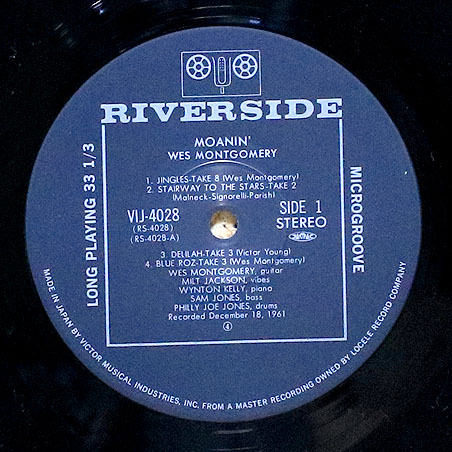 RIVERSIDE
MOANIN'
WES MONTGOMERY
1. JINGLES-TAKE 8 (Wes Montgomery)
2. STAIRWAY TO THE STARS-TAKE 2
(Malneck-Signorelli-Parish)
VIJ-4028
(RS-4028)
(RS-4028-A)
SIDE 1
STEREO
3. DELILAH-TAKE 3 (Victor Young)
4. BLUE ROZ-TAKE 3 (Wes Montgomery)
WES MONTGOMERY, guitar
MILT JACKSON, vibes
WYNTON KELLY, piano
SAM JONES, bass
PHILLY JOE JONES, drums
Recorded December 18, 1961
4
LONG PLAYING 33 1/3
MICROGROOVE
MADE IN JAPAN BY VICTOR MUSICAL INDUSTRIES, INC. FROM A MASTER RECORDING OWNED BY LOCELE RECORD COMPANY